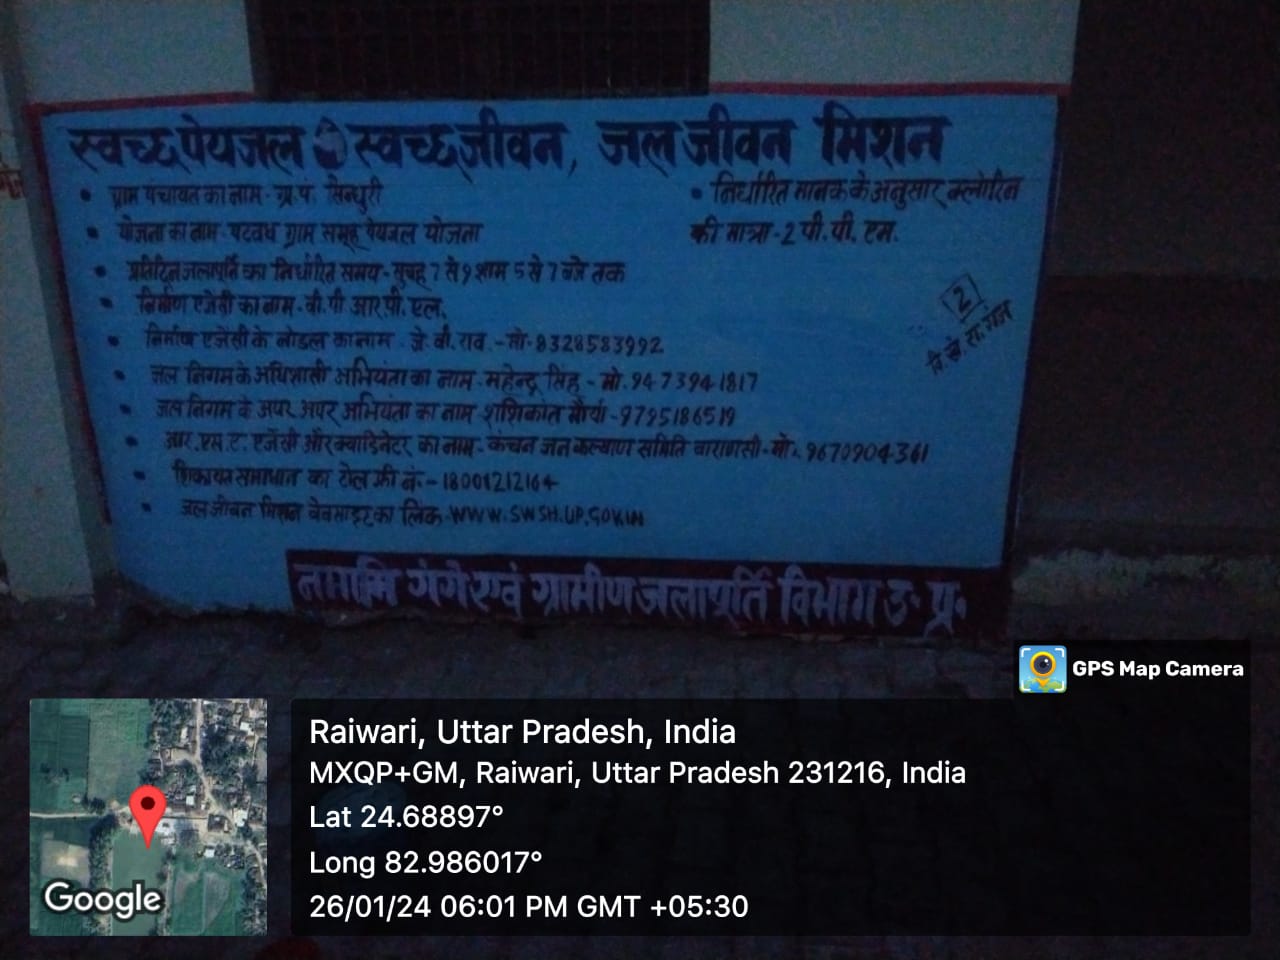 स्वच्छ पेयजल स्वच्छ जीवन, जल जीवन मिशन
• ग्राम पंचायत का नाम - ग्र.प. सिन्धुरी
• योजना का नाम - पटवध ग्राम समूह पेयजल योजना
• प्रतिदिन जलापूर्ति का निर्धारित समय - सुबह 7 से 9 शाम 5 से 7 बजे तक
• निर्माण एजेंसी का नाम - वी.पी.आर.पी.एल.
• निर्माण एजेंसी के नोडल का नाम - जे.वी. राव - मो- 8328583992
• जल निगम के अधिशासी अभियंता का नाम - महेन्द्र सिंह - मो. 9473941817
• जल निगम के अपर अपर अभियंता का नाम शशिकांत मौर्या - 9795186519
• आर.एस.ट. एजेंसी और क्वाडिनेटर का नाम - कंचन जन कल्याण समिति वाराणसी - मो. 9670904361
• शिकायत समाधान का टोल फ्री नं. - 18001212164
• जल जीवन मिशन वेबसाइट का लिंक - WWW.SWSH.UP.GOV.IN
• निर्धारित मानक के अनुसार क्लोरिन
की मात्रा - 2 पी.पी.एम.
2
वि.खे.रा.गंज
नमामि गंगे एवं ग्रामीण जलापूर्ति विभाग उ.प्र.
GPS Map Camera
Raiwari, Uttar Pradesh, India
MXQP+GM, Raiwari, Uttar Pradesh 231216, India
Lat 24.68897°
Long 82.986017°
26/01/24 06:01 PM GMT +05:30
Google